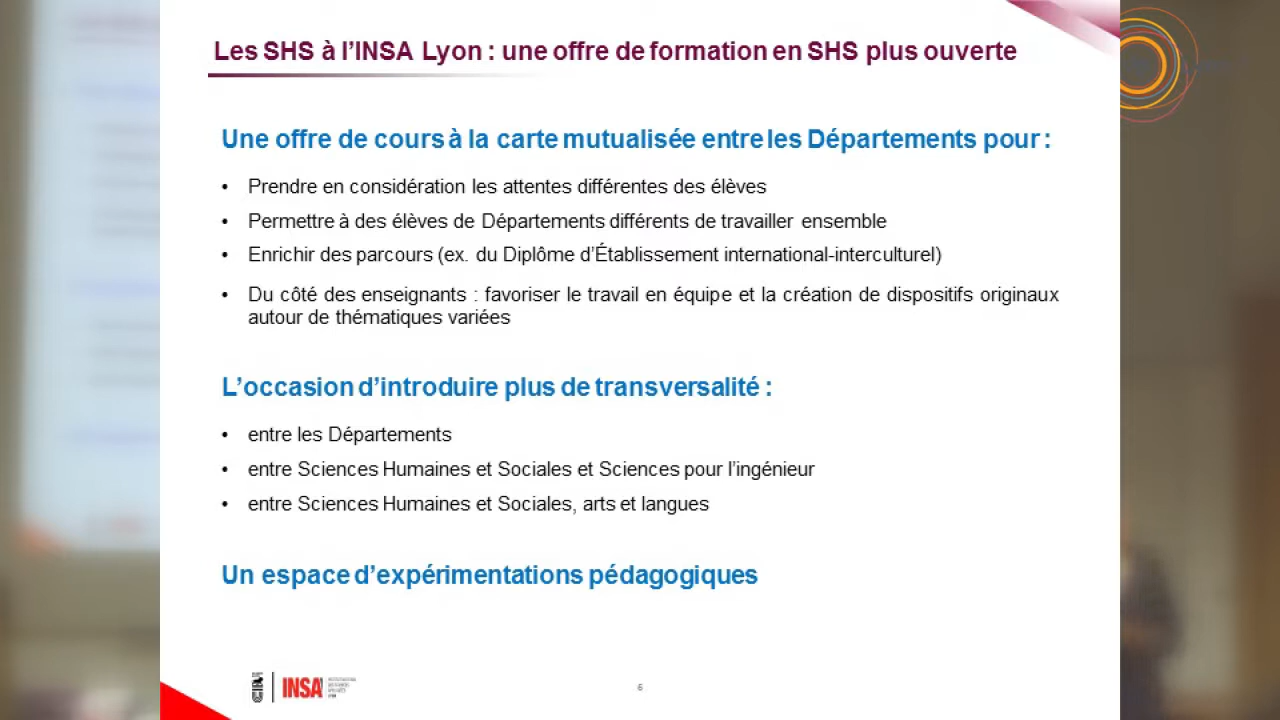 Les SHS à l'INSA Lyon : une offre de formation en SHS plus ouverte
Une offre de cours à la carte mutualisée entre les Départements pour :
• Prendre en considération les attentes différentes des élèves
• Permettre à des élèves de Départements différents de travailler ensemble
• Enrichir des parcours (ex. du Diplôme d'Établissement international-interculturel)
• Du côté des enseignants : favoriser le travail en équipe et la création de dispositifs originaux
autour de thématiques variées
L'occasion d'introduire plus de transversalité :
• entre les Départements
• entre Sciences Humaines et Sociales et Sciences pour l'ingénieur
• entre Sciences Humaines et Sociales, arts et langues
Un espace d'expérimentations pédagogiques
INSA
6